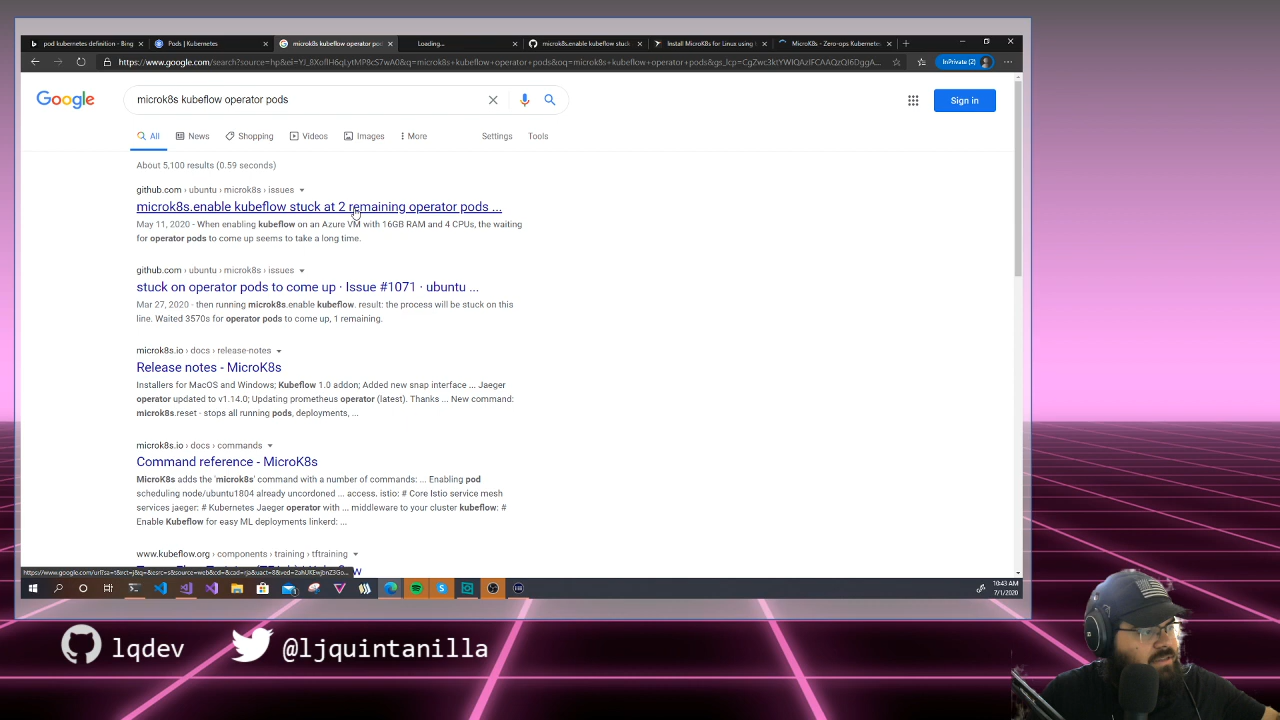 pod kubernetes definition - Bing
Pods | Kubernetes
microk8s kubeflow operator pods
Loading...
microk8s.enable kubeflow stuck
Install MicroK8s for Linux using
MicroK8s - Zero-ops Kubernetes
InPrivate (2)
Google
microk8s kubeflow operator pods
Sign in
All
News
Shopping
Videos
Images
More
Settings
Tools
About 5,100 results (0.59 seconds)
github.com › ubuntu › microk8s › issues
microk8s.enable kubeflow stuck at 2 remaining operator pods ...
May 11, 2020 - When enabling kubeflow on an Azure VM with 16GB RAM and 4 CPUs, the waiting
for operator pods to come up seems to take a long time.
github.com › ubuntu › microk8s › issues
stuck on operator pods to come up · Issue #1071 · ubuntu ...
Mar 27, 2020 - then running microk8s.enable kubeflow. result: the process will be stuck on this
line. Waited 3570s for operator pods to come up, 1 remaining.
microk8s.io › docs › release-notes
Release notes - MicroK8s
Installers for MacOS and Windows; Kubeflow 1.0 addon; Added new snap interface ... Jaeger
operator updated to v1.14.0; Updating prometheus operator (latest). Thanks ... New command:
microk8s.reset - stops all running pods, deployments, ...
microk8s.io › docs › commands
Command reference - MicroK8s
MicroK8s adds the 'microk8s' command with a number of commands: ... Enabling pod
scheduling node/ubuntu1804 already uncordoned ... access. istio: # Core Istio service mesh
services jaeger: # Kubernetes Jaeger operator with ... middleware to your cluster kubeflow: #
Enable Kubeflow for easy ML deployments linkerd: ...
www.kubeflow.org › components › training › tftraining
10:43 AM
7/1/2020
lqdev
@ljquintanilla